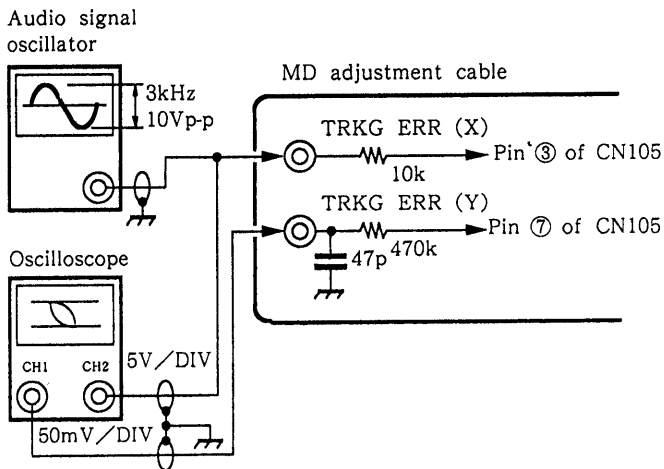 Audio signal
oscillator
3kHz
10Vp-p
MD adjustment cable
TRKG ERR (X)
10k
Pin ③ of CN105
TRKG ERR (Y)
470k
47p
Pin ⑦ of CN105
Oscilloscope
CH1
CH2
5V/DIV
50mV/DIV